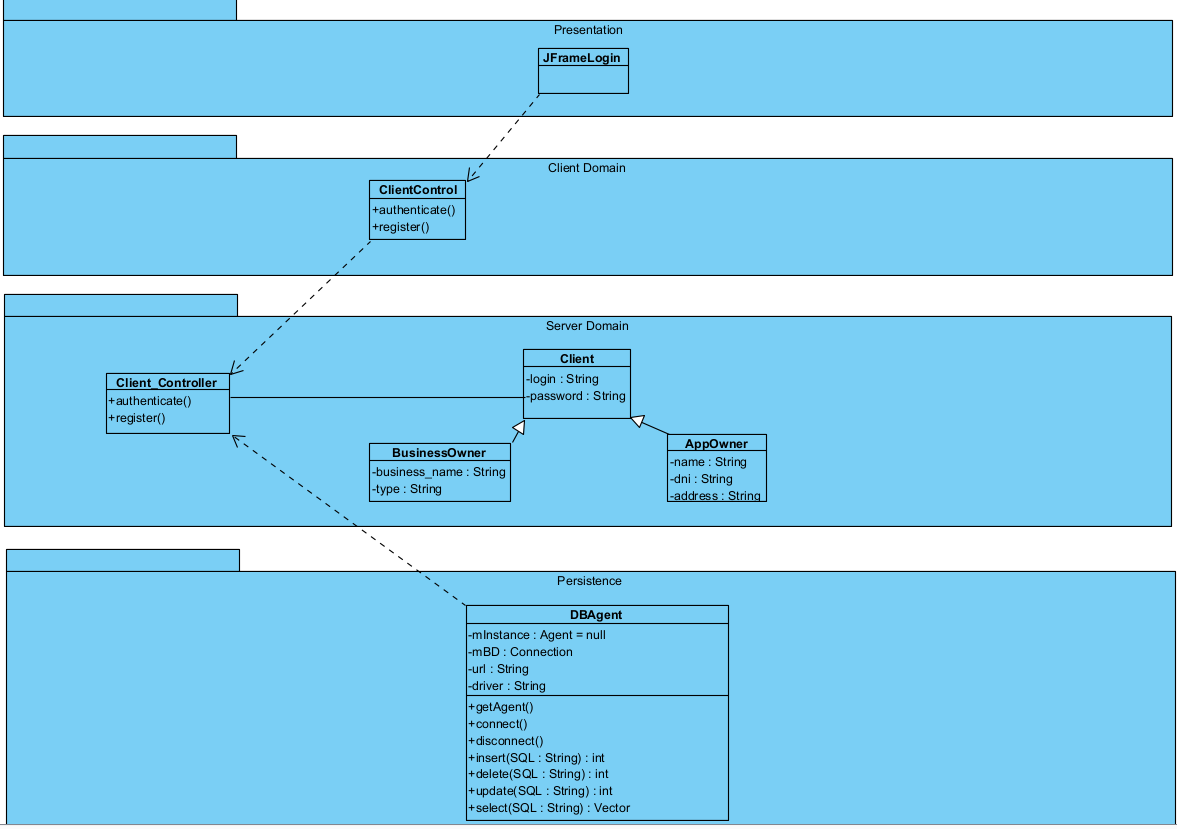 Presentation
JFrameLogin
Client Domain
ClientControl
+authenticate()
+register()
Server Domain
Client_Controller
+authenticate()
+register()
Client
-login : String
-password : String
BusinessOwner
-business_name : String
-type : String
AppOwner
-name : String
-dni : String
-address : String
Persistence
DBAgent
-mInstance : Agent = null
-mBD : Connection
-url : String
-driver : String
+getAgent()
+connect()
+disconnect()
+insert(SQL : String) : int
+delete(SQL : String) : int
+update(SQL : String) : int
+select(SQL : String) : Vector